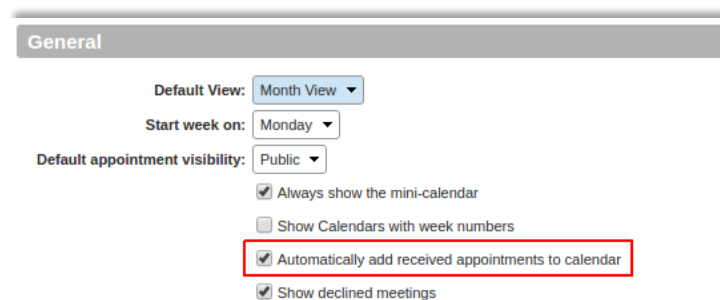 General
Default View: Month View
Start week on: Monday
Default appointment visibility: Public
Always show the mini-calendar
Show Calendars with week numbers
Automatically add received appointments to calendar
Show declined meetings